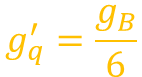 g′_q = g_B / 6